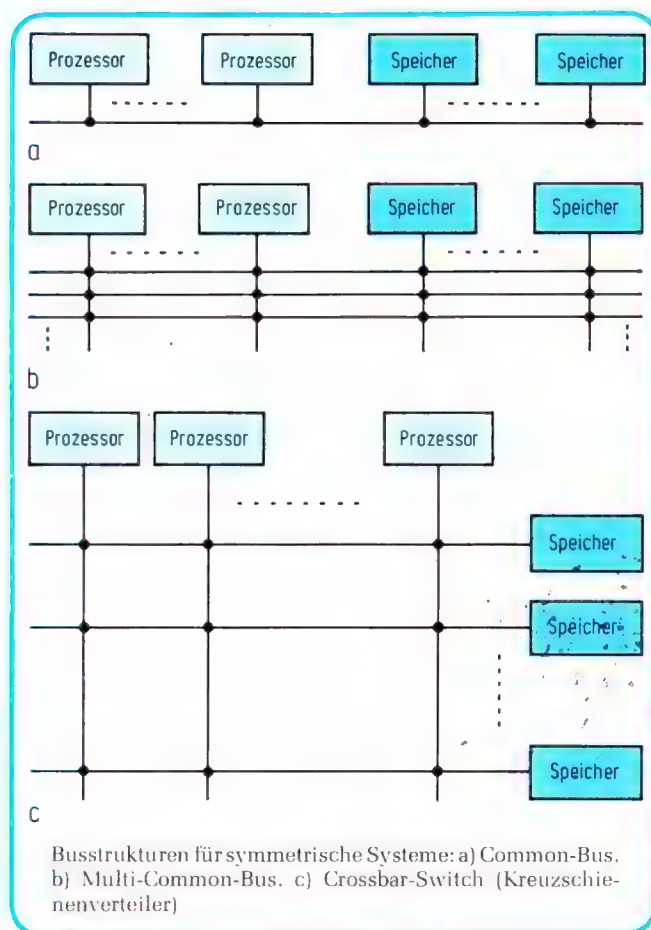 Prozessor Prozessor Speicher Speicher
a
Prozessor Prozessor Speicher Speicher
b
Prozessor Prozessor Prozessor
Speicher
Speicher
Speicher
c
Busstrukturen für symmetrische Systeme: a) Common-Bus.
b) Multi-Common-Bus. c) Crossbar-Switch (Kreuzschie-
nenverteiler)